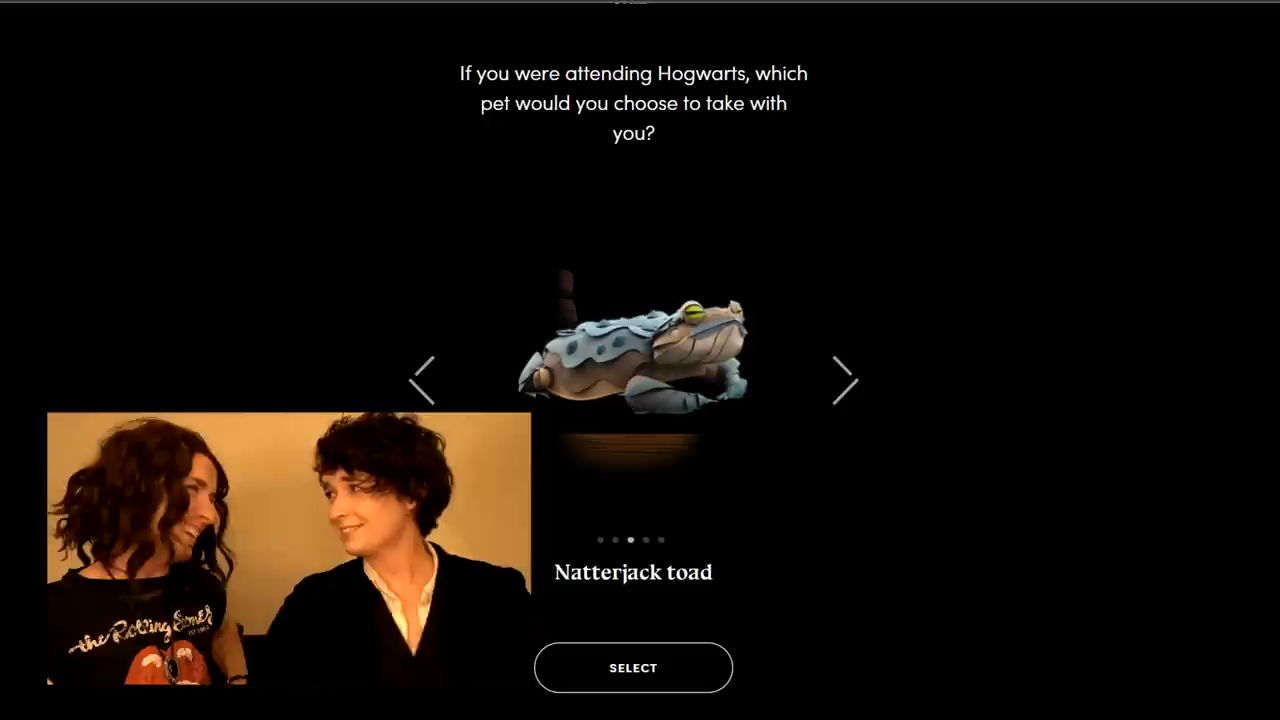 If you were attending Hogwarts, which
pet would you choose to take with
you?
Natterjack toad
SELECT
the Rolling Stones